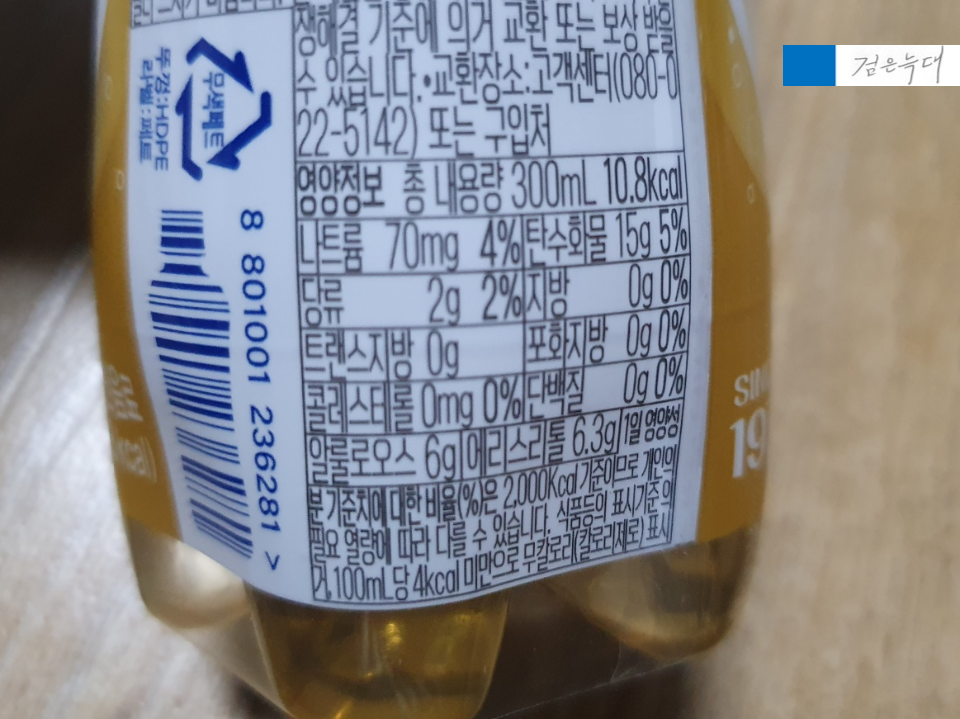 쟁해결 기준에 의거 교환 또는 보상 받을
수 있습니다.•교환장소:고객센터(080-0
22-5142) 또는 구입처
영양정보 총 내용량 300mL 10.8kcal
나트륨 70mg 4% 탄수화물 15g 5%
당류 2g 2% 지방 0g 0%
트랜스지방 0g 포화지방 0g 0%
콜레스테롤 0mg 0% 단백질 0g 0%
알룰로오스 6g 에리스리톨 6.3g 1일 영양성
분 기준치에 대한 비율(%)은 2,000Kcal 기준이므로 개인의
필요 열량에 따라 다를 수 있습니다. 식품등의 표시기준 의
거, 100mL당 4kcal 미만으로 무칼로리(칼로리제로) 표시
무색페트
뚜껑:HDPE
라벨:페트
8 801001 236281 >
kcal)
19
검은늑대